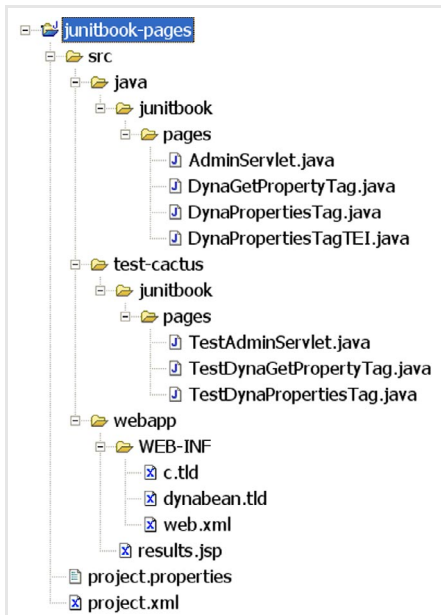 junitbook-pages
src
java
junitbook
pages
AdminServlet.java
DynaGetPropertyTag.java
DynaPropertiesTag.java
DynaPropertiesTagTEI.java
test-cactus
junitbook
pages
TestAdminServlet.java
TestDynaGetPropertyTag.java
TestDynaPropertiesTag.java
webapp
WEB-INF
c.tld
dynabean.tld
web.xml
results.jsp
project.properties
project.xml